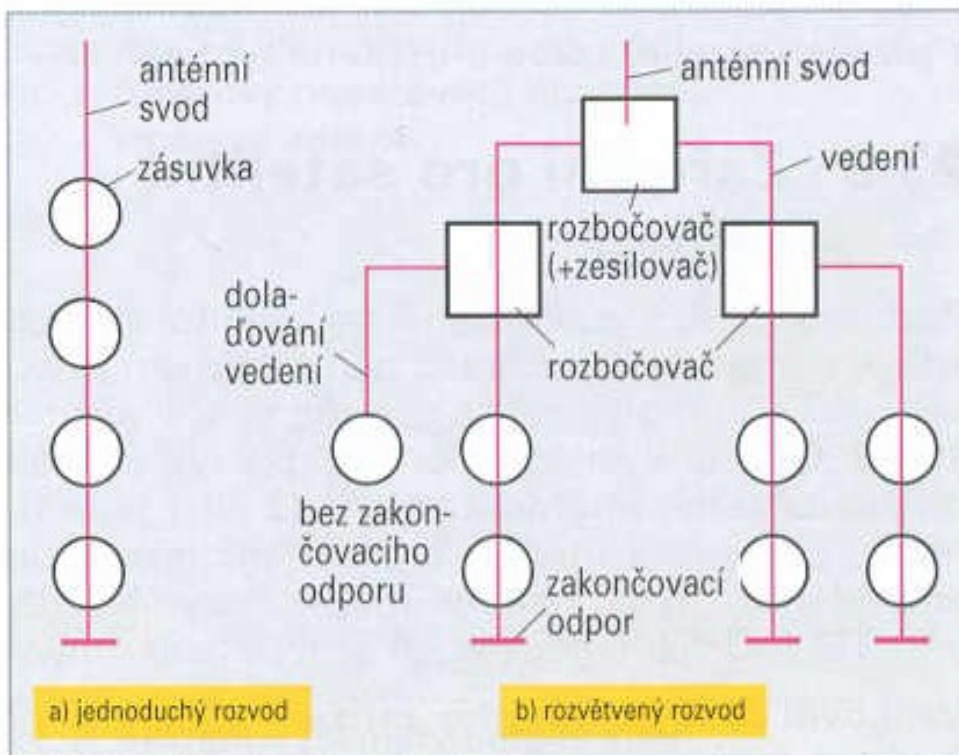 anténní
svod
zásuvka
anténní svod
vedení
rozbočovač
(+zesilovač)
dola-
ďování
vedení
rozbočovač
bez zakon-
čovacího
odporu
zakončovací
odpor
a) jednoduchý rozvod
b) rozvětvený rozvod